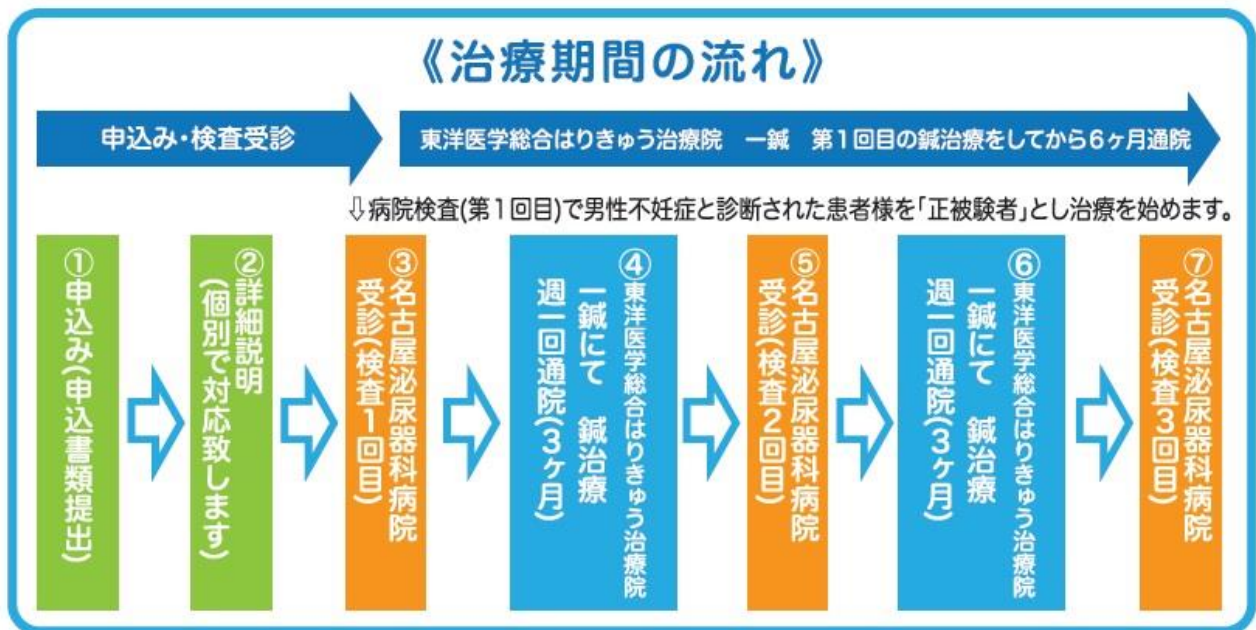 《治療期間の流れ》
申込み・検査受診
東洋医学総合はりきゅう治療院　一鍼　第1回目の鍼治療をしてから6ヶ月通院
⇩病院検査(第1回目)で男性不妊症と診断された患者様を「正被験者」とし治療を始めます。
①申込み(申込書類提出)
②詳細説明
(個別で対応致します)
③名古屋泌尿器科病院
受診(検査1回目)
④東洋医学総合はりきゅう治療院
一鍼にて　鍼治療
週一回通院(3ヶ月)
⑤名古屋泌尿器科病院
受診(検査2回目)
⑥東洋医学総合はりきゅう治療院
一鍼にて　鍼治療
週一回通院(3ヶ月)
⑦名古屋泌尿器科病院
受診(検査3回目)